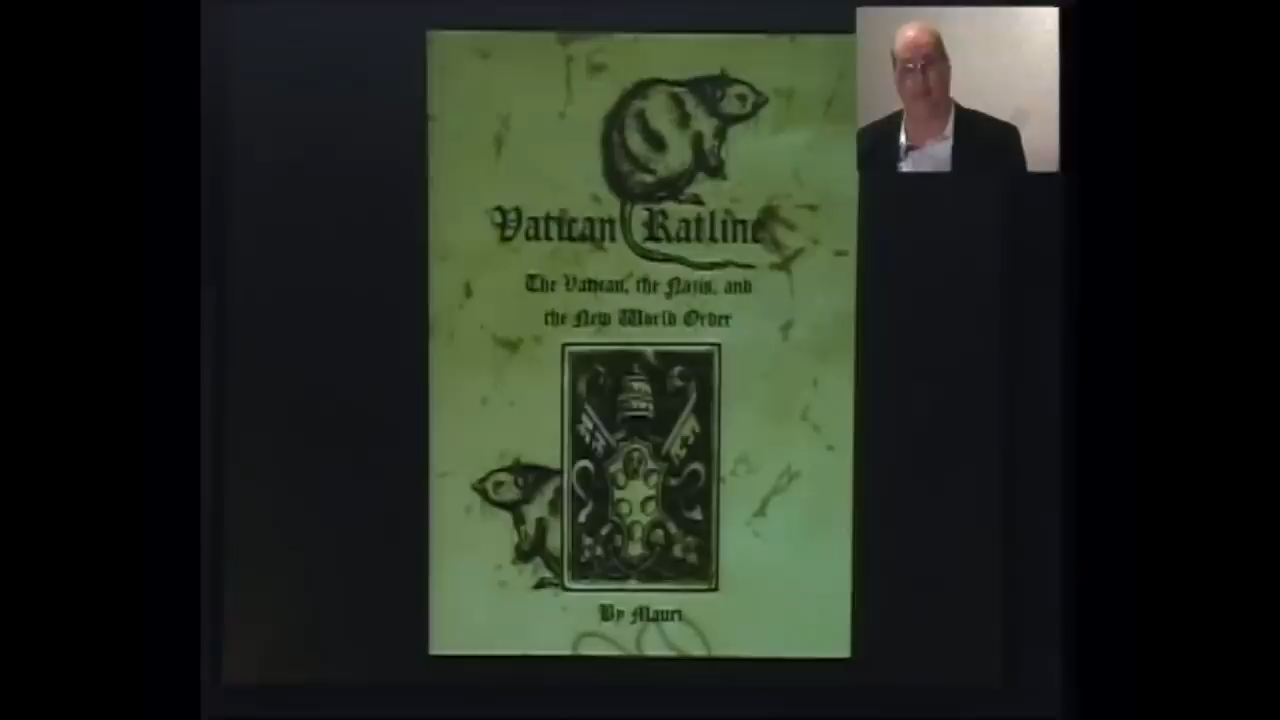 Vatican Ratline
The Vatican, the Nazis, and
the New World Order
By Mauri